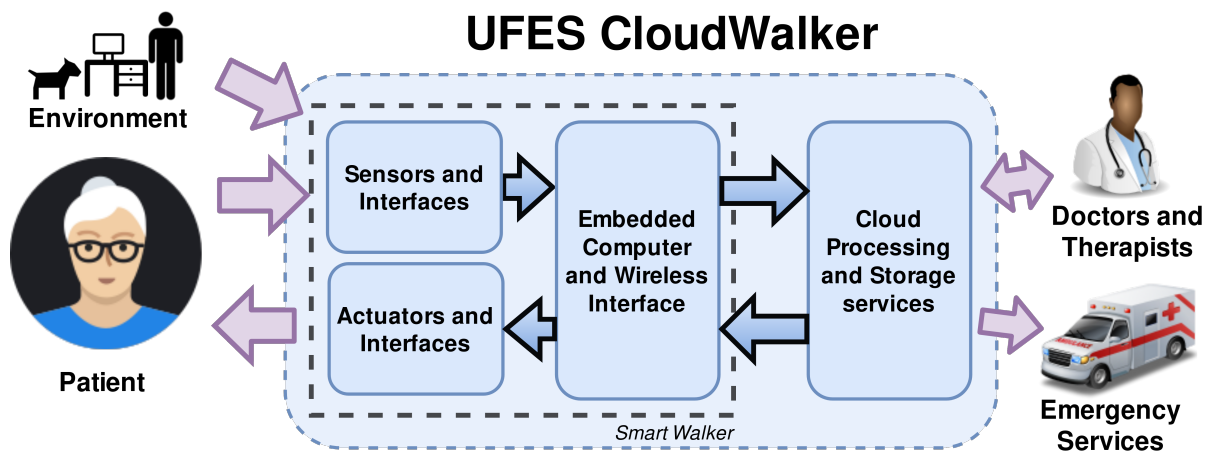 UFES CloudWalker
Environment
Patient
Sensors and
Interfaces
Actuators and
Interfaces
Embedded
Computer
and Wireless
Interface
Smart Walker
Cloud
Processing
and Storage
services
Doctors and
Therapists
AMBULANCE
Emergency
Services